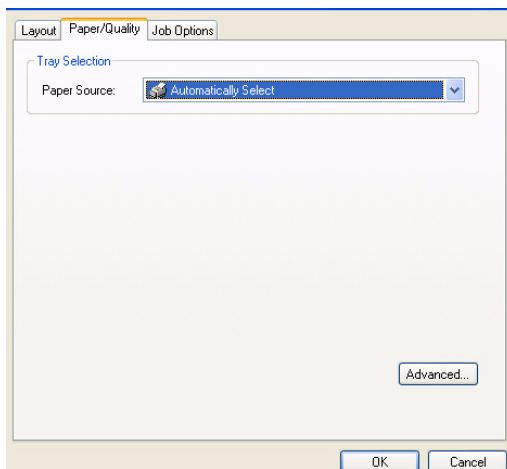 Layout Paper/Quality Job Options
Tray Selection
Paper Source: Automatically Select
Advanced...
OK Cancel